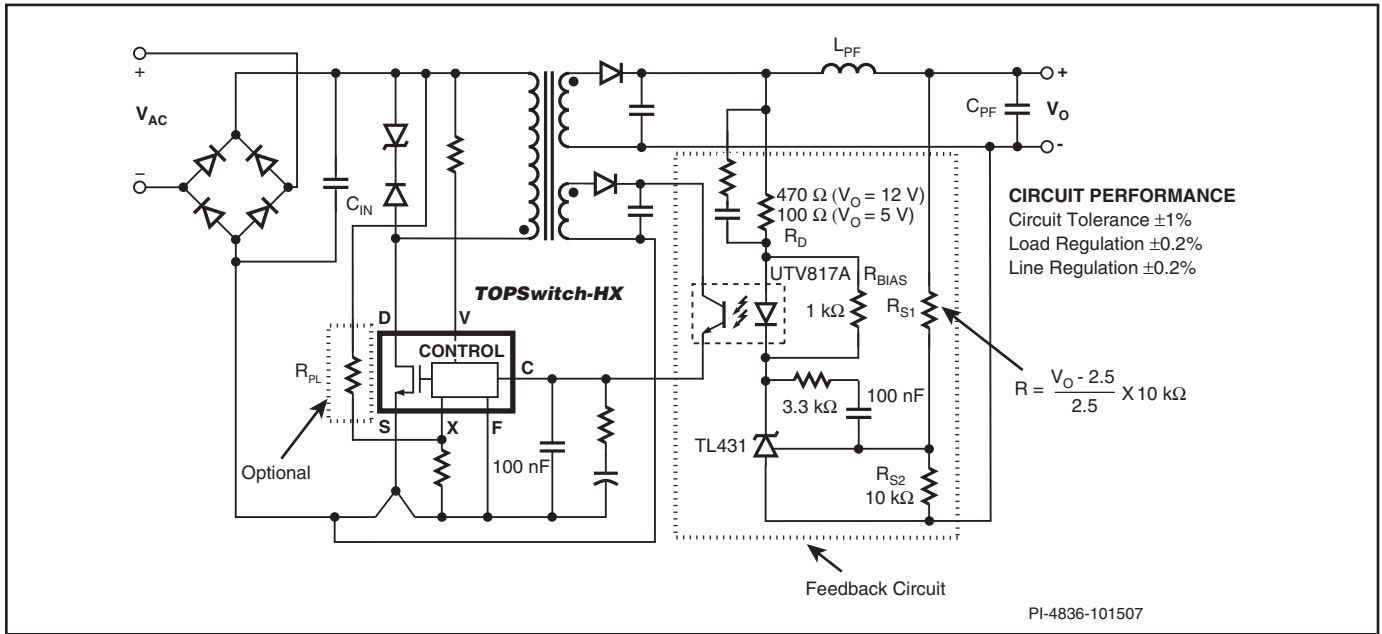 +
V_AC
−
C_IN
L_PF
+
C_PF
V_O
-
470 Ω (V_O = 12 V)
100 Ω (V_O = 5 V)
R_D
CIRCUIT PERFORMANCE
Circuit Tolerance ±1%
Load Regulation ±0.2%
Line Regulation ±0.2%
UTV817A
R_BIAS
1 kΩ
R_S1
TOPSwitch-HX
D
V
CONTROL
C
R_PL
S
X
F
Optional
100 nF
3.3 kΩ
100 nF
TL431
R_S2
10 kΩ
R = (V_O - 2.5) / 2.5 X 10 kΩ
Feedback Circuit
PI-4836-101507